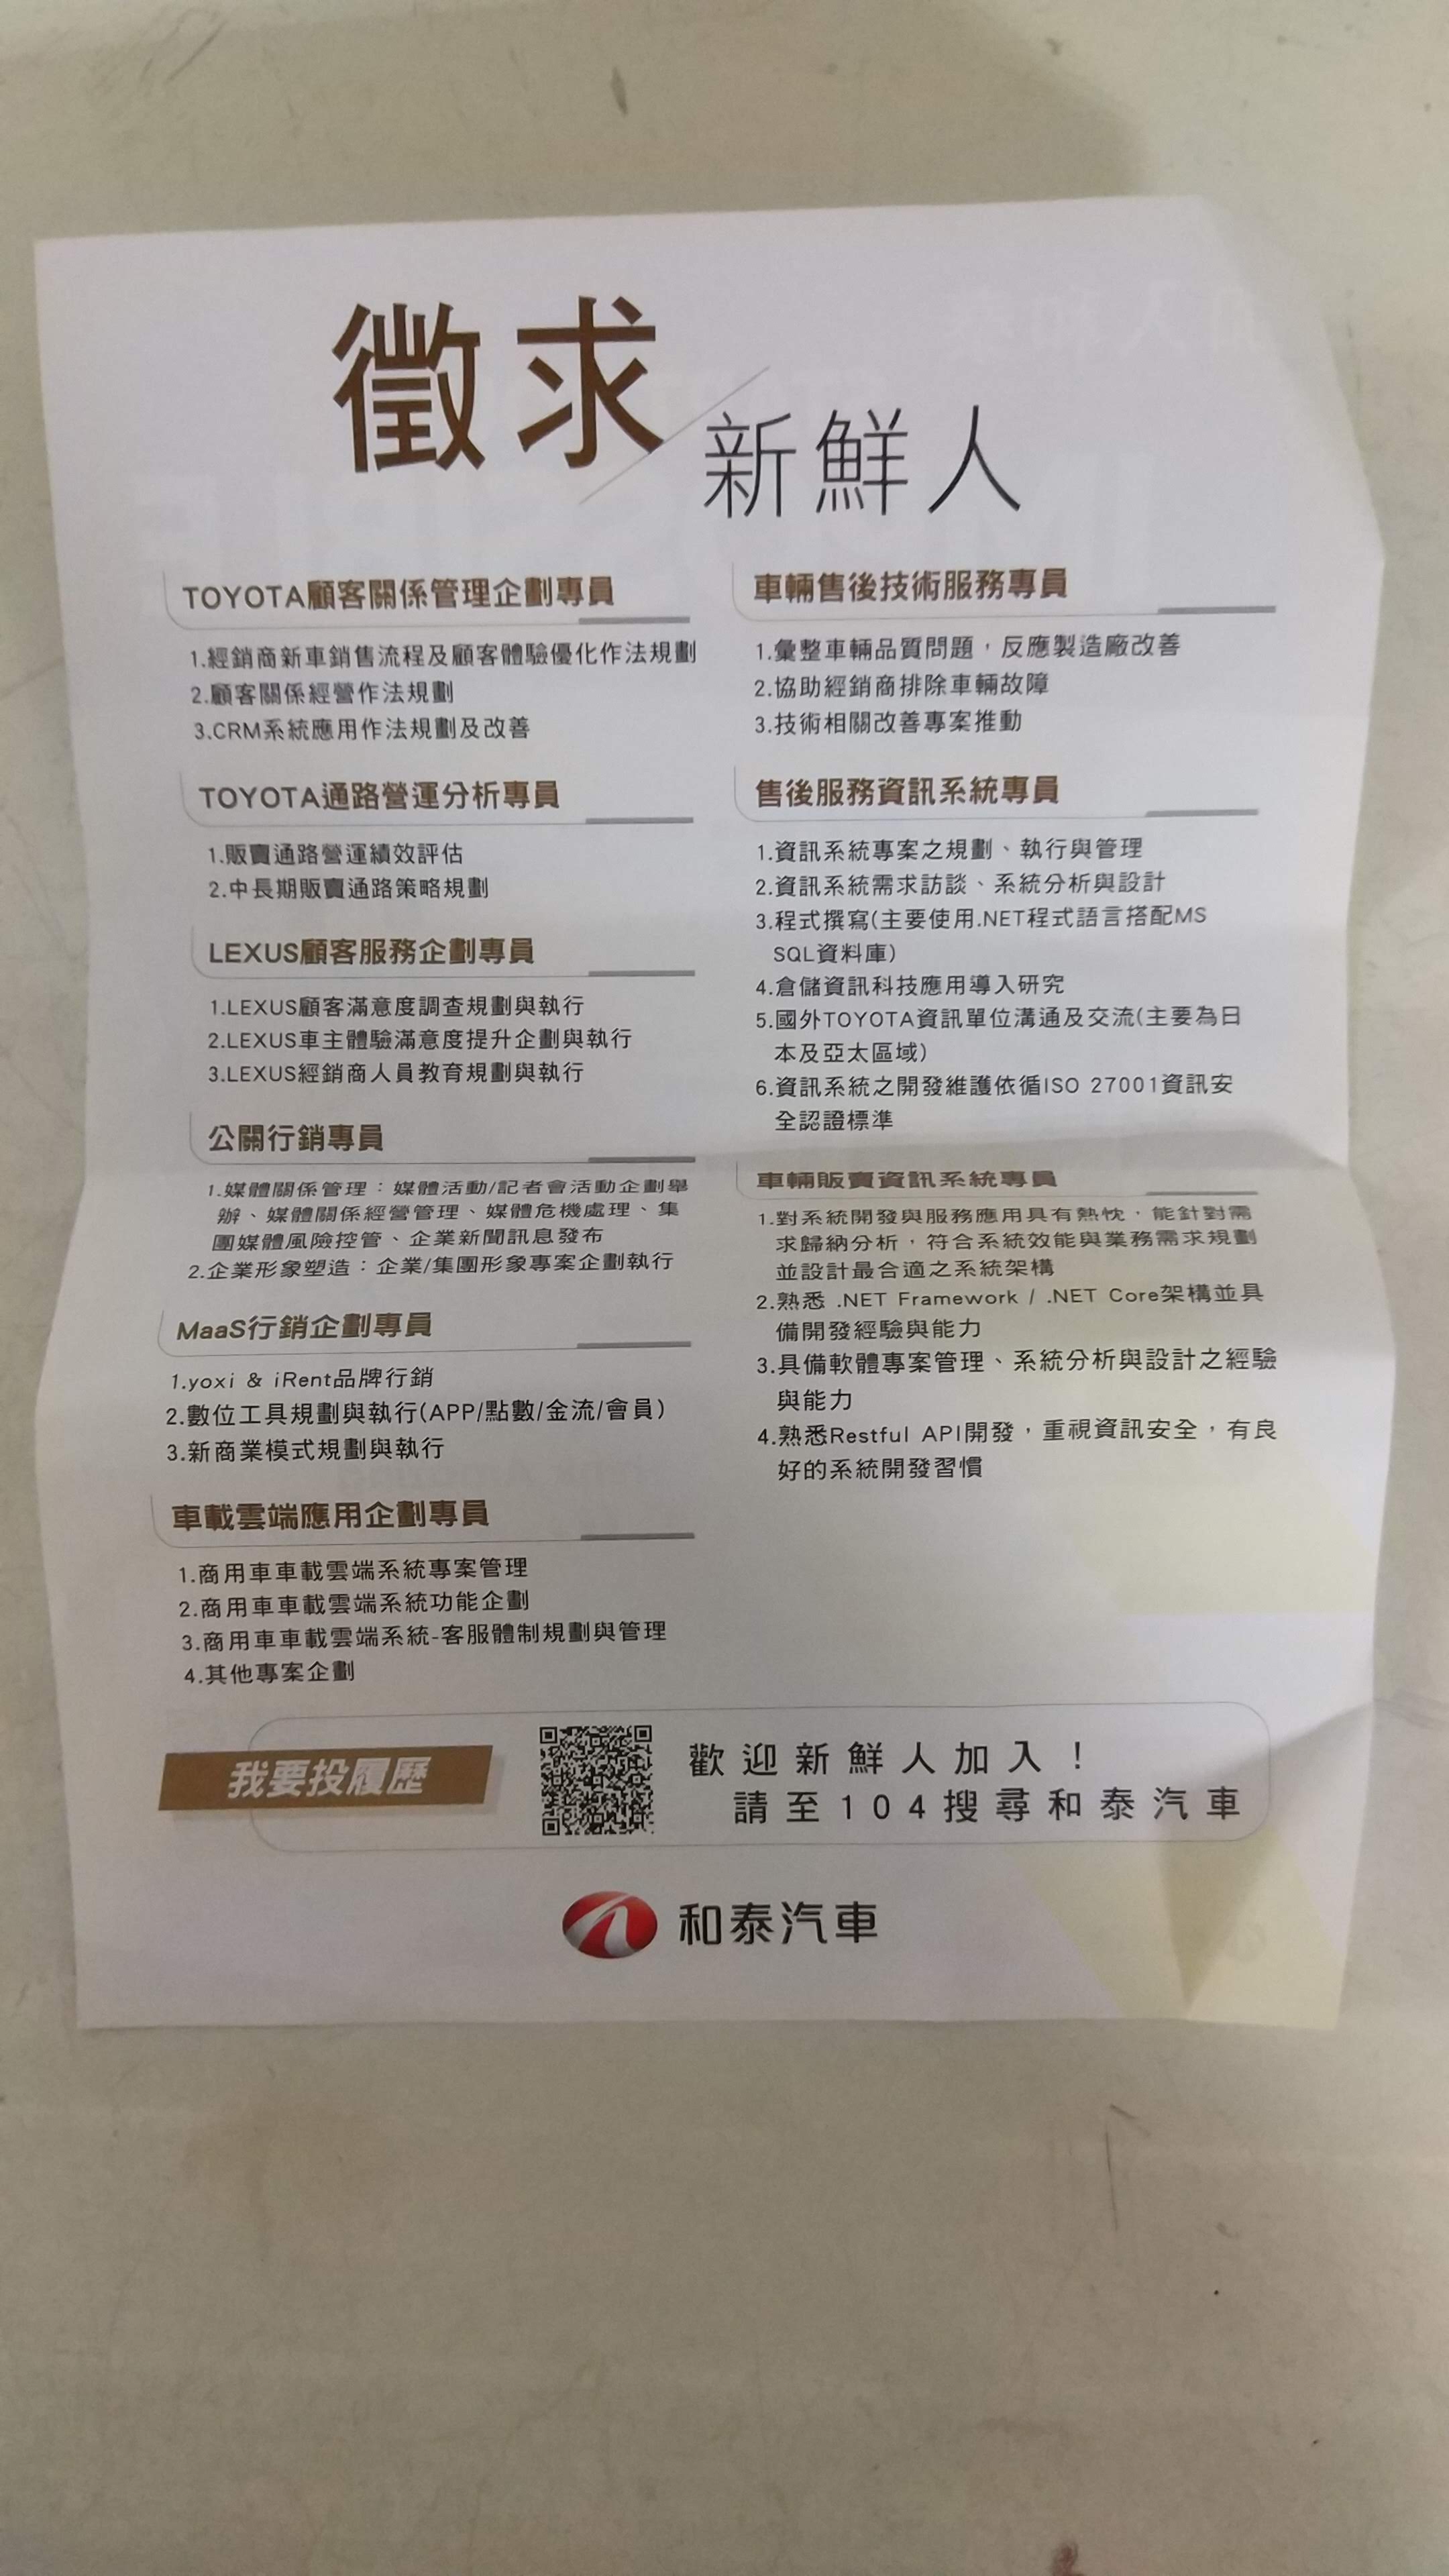 徵求
新鮮人
TOYOTA顧客關係管理企劃專員
1.經銷商新車銷售流程及顧客體驗優化作法規劃
2.顧客關係經營作法規劃
3.CRM系統應用作法規劃及改善
TOYOTA通路營運分析專員
1.販賣通路營運績效評估
2.中長期販賣通路策略規劃
LEXUS顧客服務企劃專員
1.LEXUS顧客滿意度調查規劃與執行
2.LEXUS車主體驗滿意度提升企劃與執行
3.LEXUS經銷商人員教育規劃與執行
公關行銷專員
1.媒體關係管理：媒體活動/記者會活動企劃舉
辦、媒體關係經營管理、媒體危機處理、集
團媒體風險控管、企業新聞訊息發布
2.企業形象塑造：企業/集團形象專案企劃執行
MaaS行銷企劃專員
1.yoxi & iRent品牌行銷
2.數位工具規劃與執行(APP/點數/金流/會員)
3.新商業模式規劃與執行
車載雲端應用企劃專員
1.商用車車載雲端系統專案管理
2.商用車車載雲端系統功能企劃
3.商用車車載雲端系統-客服體制規劃與管理
4.其他專案企劃
車輛售後技術服務專員
1.彙整車輛品質問題，反應製造廠改善
2.協助經銷商排除車輛故障
3.技術相關改善專案推動
售後服務資訊系統專員
1.資訊系統專案之規劃、執行與管理
2.資訊系統需求訪談、系統分析與設計
3.程式撰寫(主要使用.NET程式語言搭配MS
SQL資料庫)
4.倉儲資訊科技應用導入研究
5.國外TOYOTA資訊單位溝通及交流(主要為日
本及亞太區域)
6.資訊系統之開發維護依循ISO 27001資訊安
全認證標準
車輛販賣資訊系統專員
1.對系統開發與服務應用具有熱忱，能針對需
求歸納分析，符合系統效能與業務需求規劃
並設計最合適之系統架構
2.熟悉 .NET Framework / .NET Core架構並具
備開發經驗與能力
3.具備軟體專案管理、系統分析與設計之經驗
與能力
4.熟悉Restful API開發，重視資訊安全，有良
好的系統開發習慣
我要投履歷
歡迎新鮮人加入！
請至104搜尋和泰汽車
和泰汽車